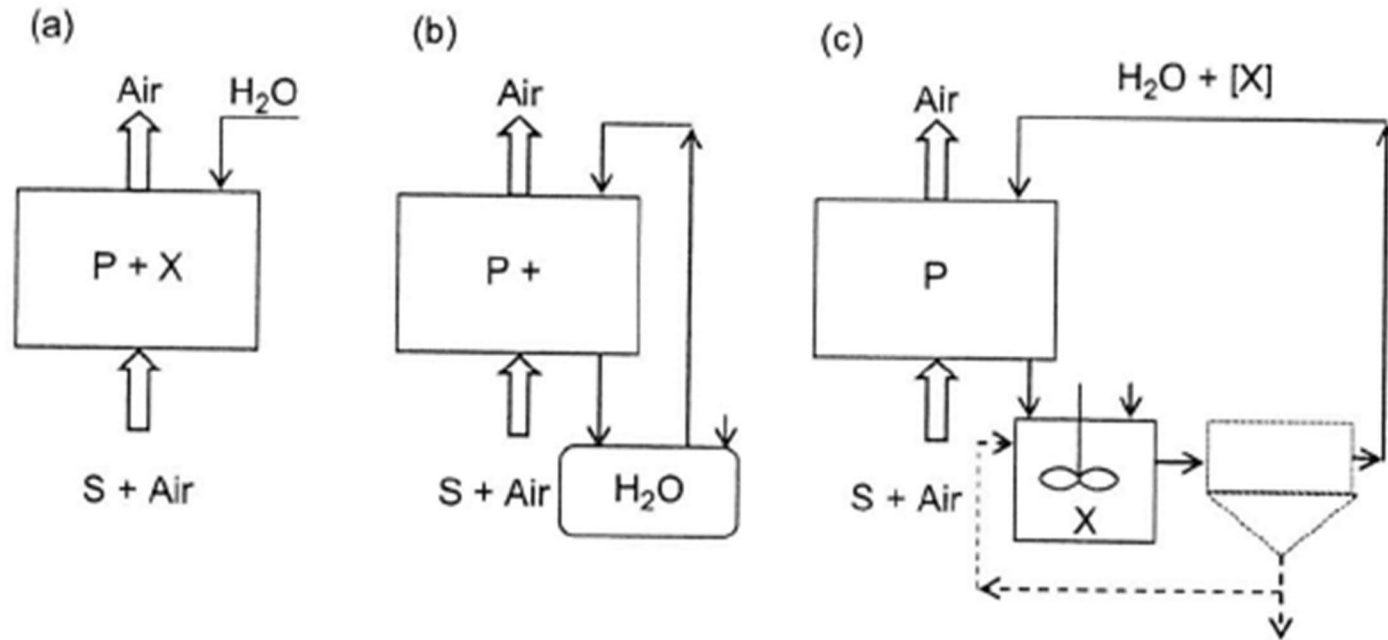 (a)
Air
H₂O
P + X
S + Air
(b)
Air
P +
S + Air
H₂O
(c)
Air
H₂O + [X]
P
S + Air
X